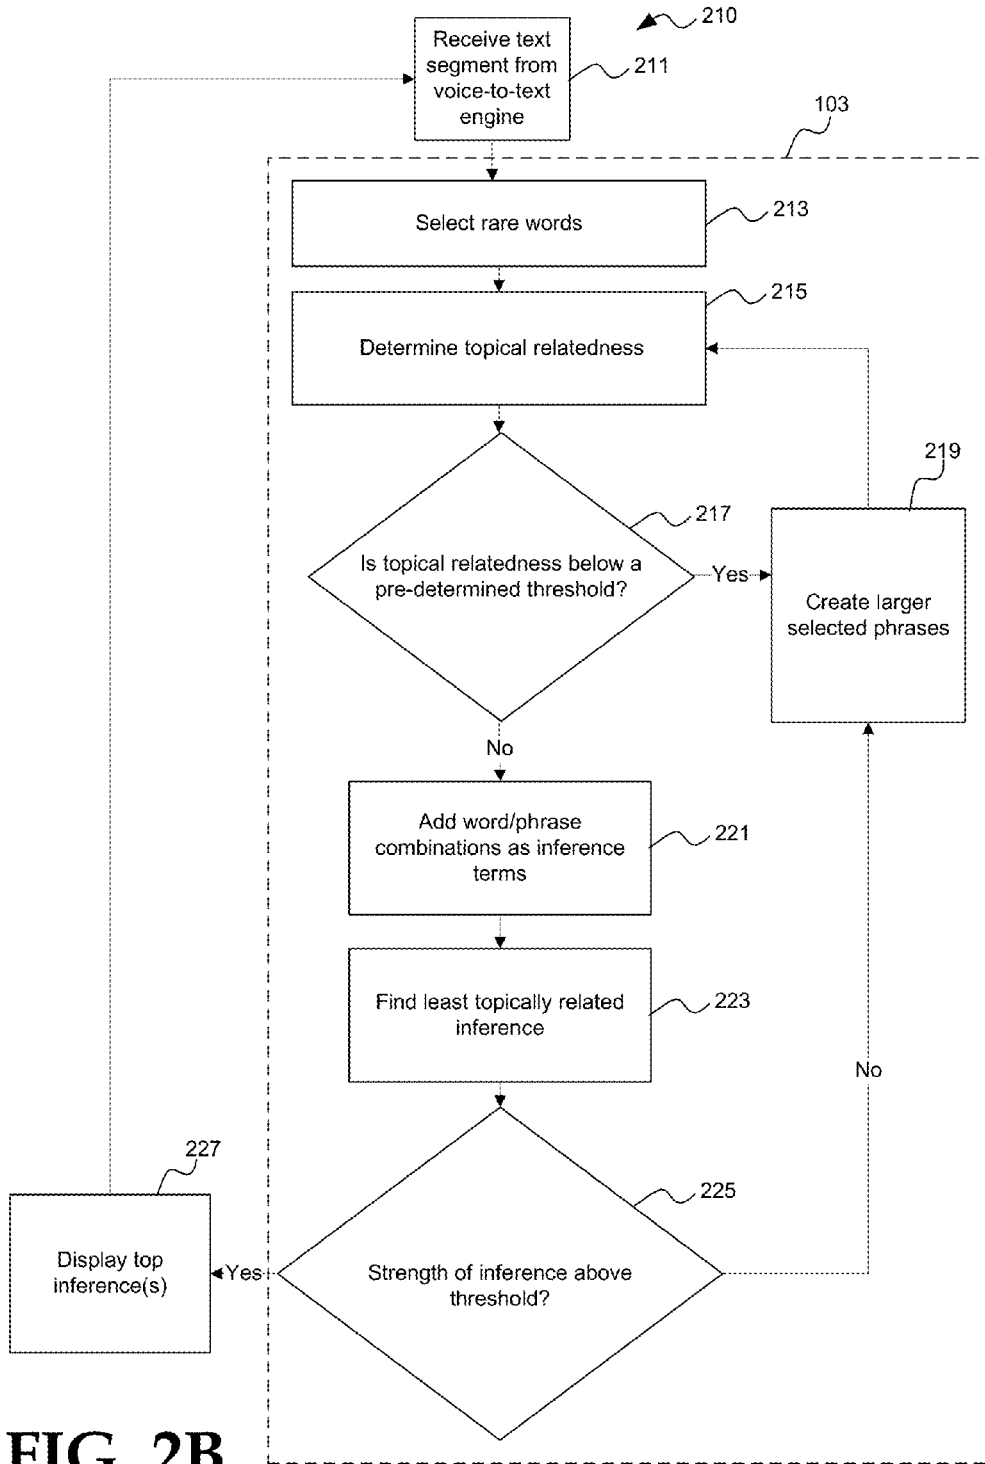 210
Receive text
segment from
voice-to-text
engine
211
103
Select rare words
213
215
Determine topical relatedness
219
217
Is topical relatedness below a
pre-determined threshold?
Yes
Create larger
selected phrases
No
Add word/phrase
combinations as inference
terms
221
Find least topically related
inference
223
No
227
225
Display top
inference(s)
Yes
Strength of inference above
threshold?
FIG. 2B